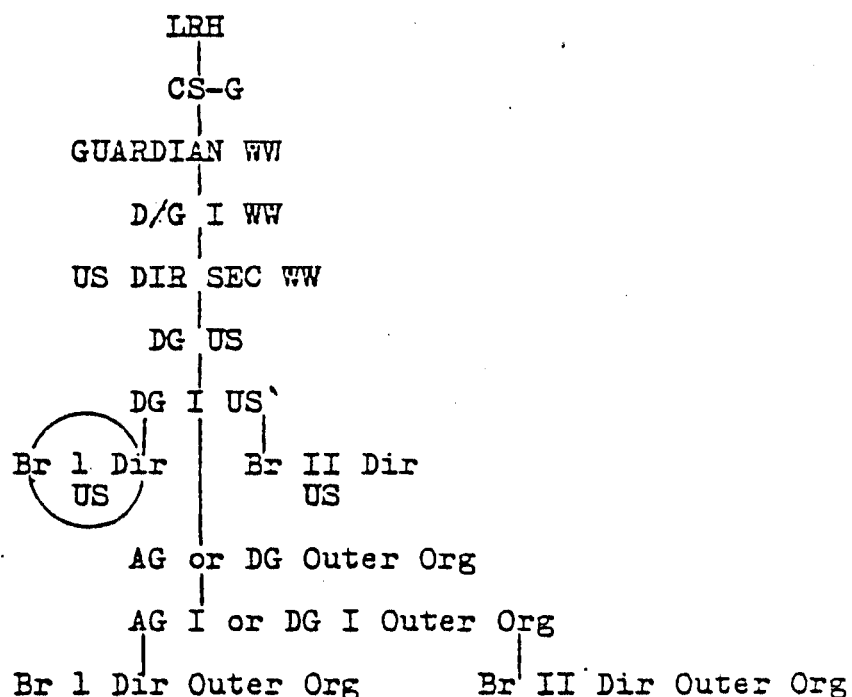 LRH
CS-G
GUARDIAN WW
D/G I WW
US DIR SEC WW
DG US
DG I US
Br 1 Dir Br II Dir
US US
AG or DG Outer Org
AG I or DG I Outer Org
Br 1 Dir Outer Org Br II Dir Outer Org